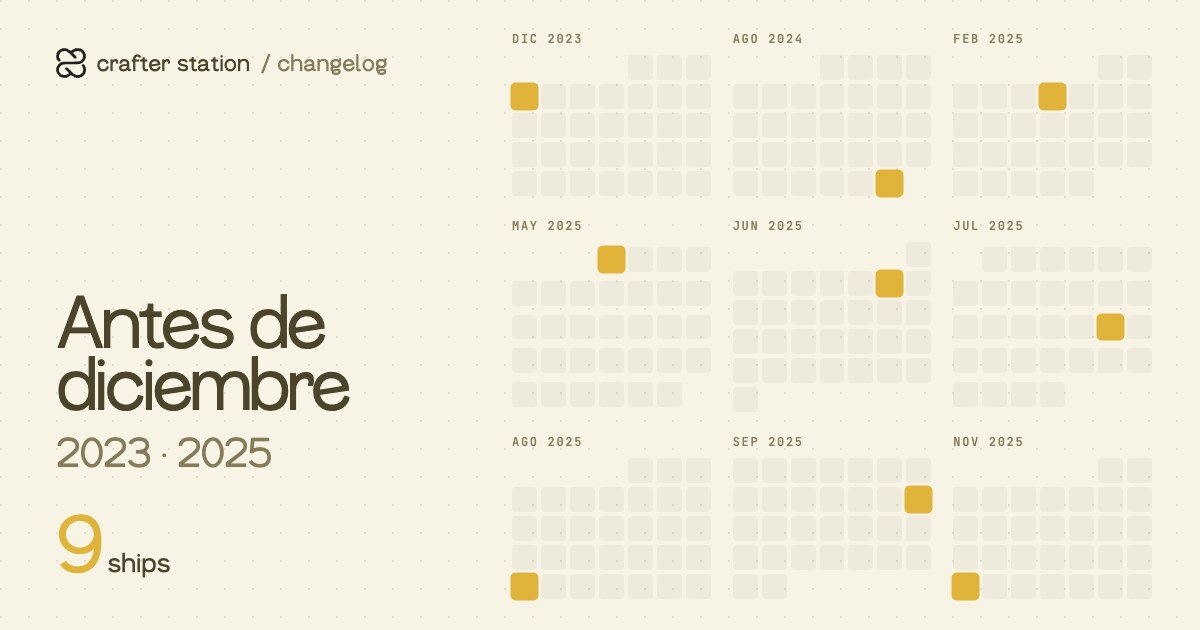 crafter station / changelog
Antes de
diciembre
2023 · 2025
9 ships
DIC 2023
AGO 2024
FEB 2025
MAY 2025
JUN 2025
JUL 2025
AGO 2025
SEP 2025
NOV 2025